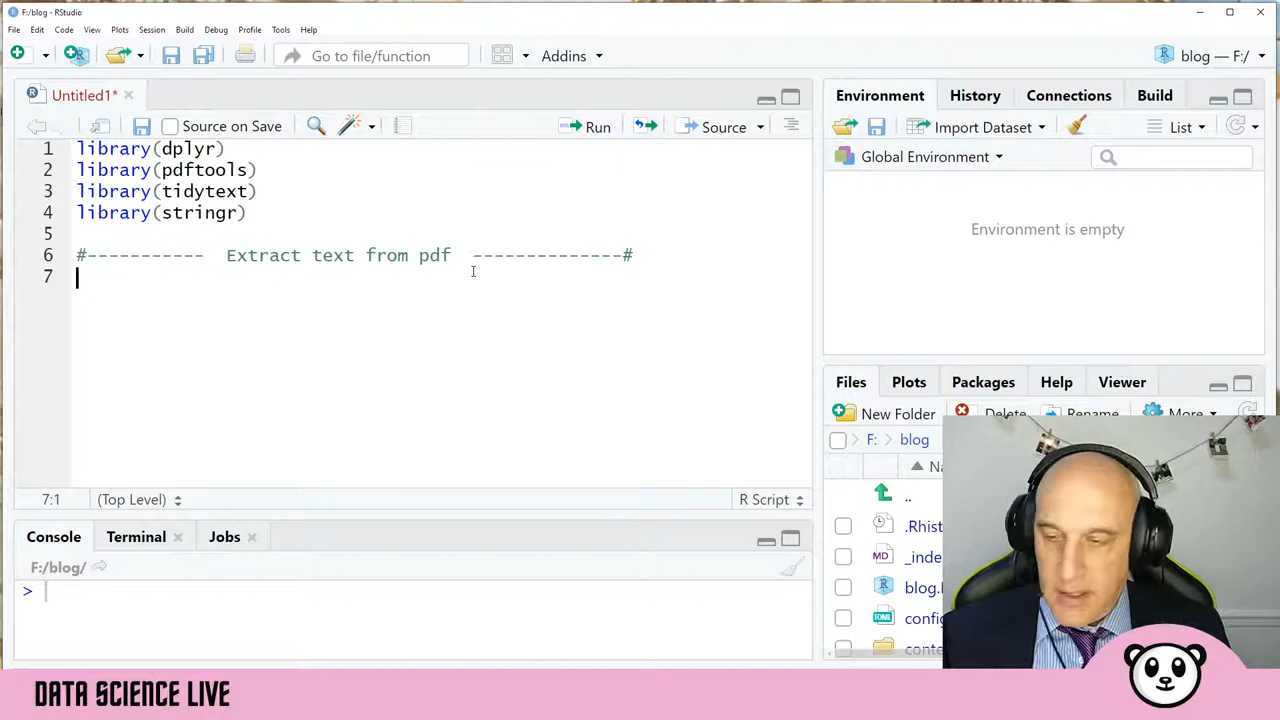 F:/blog - RStudio
File Edit Code View Plots Session Build Debug Profile Tools Help
Go to file/function Addins blog — F:/
Untitled1*
Source on Save Run Source
1 library(dplyr)
2 library(pdftools)
3 library(tidytext)
4 library(stringr)
5
6 #----------- Extract text from pdf --------------#
7
7:1 (Top Level) R Script
Console Terminal Jobs
F:/blog/
>
Environment History Connections Build
Import Dataset List
Global Environment
Environment is empty
Files Plots Packages Help Viewer
New Folder Delete Rename More
F: blog
Na
..
.Rhist
MD _inde
blog.
TOML config
conte
DATA SCIENCE LIVE